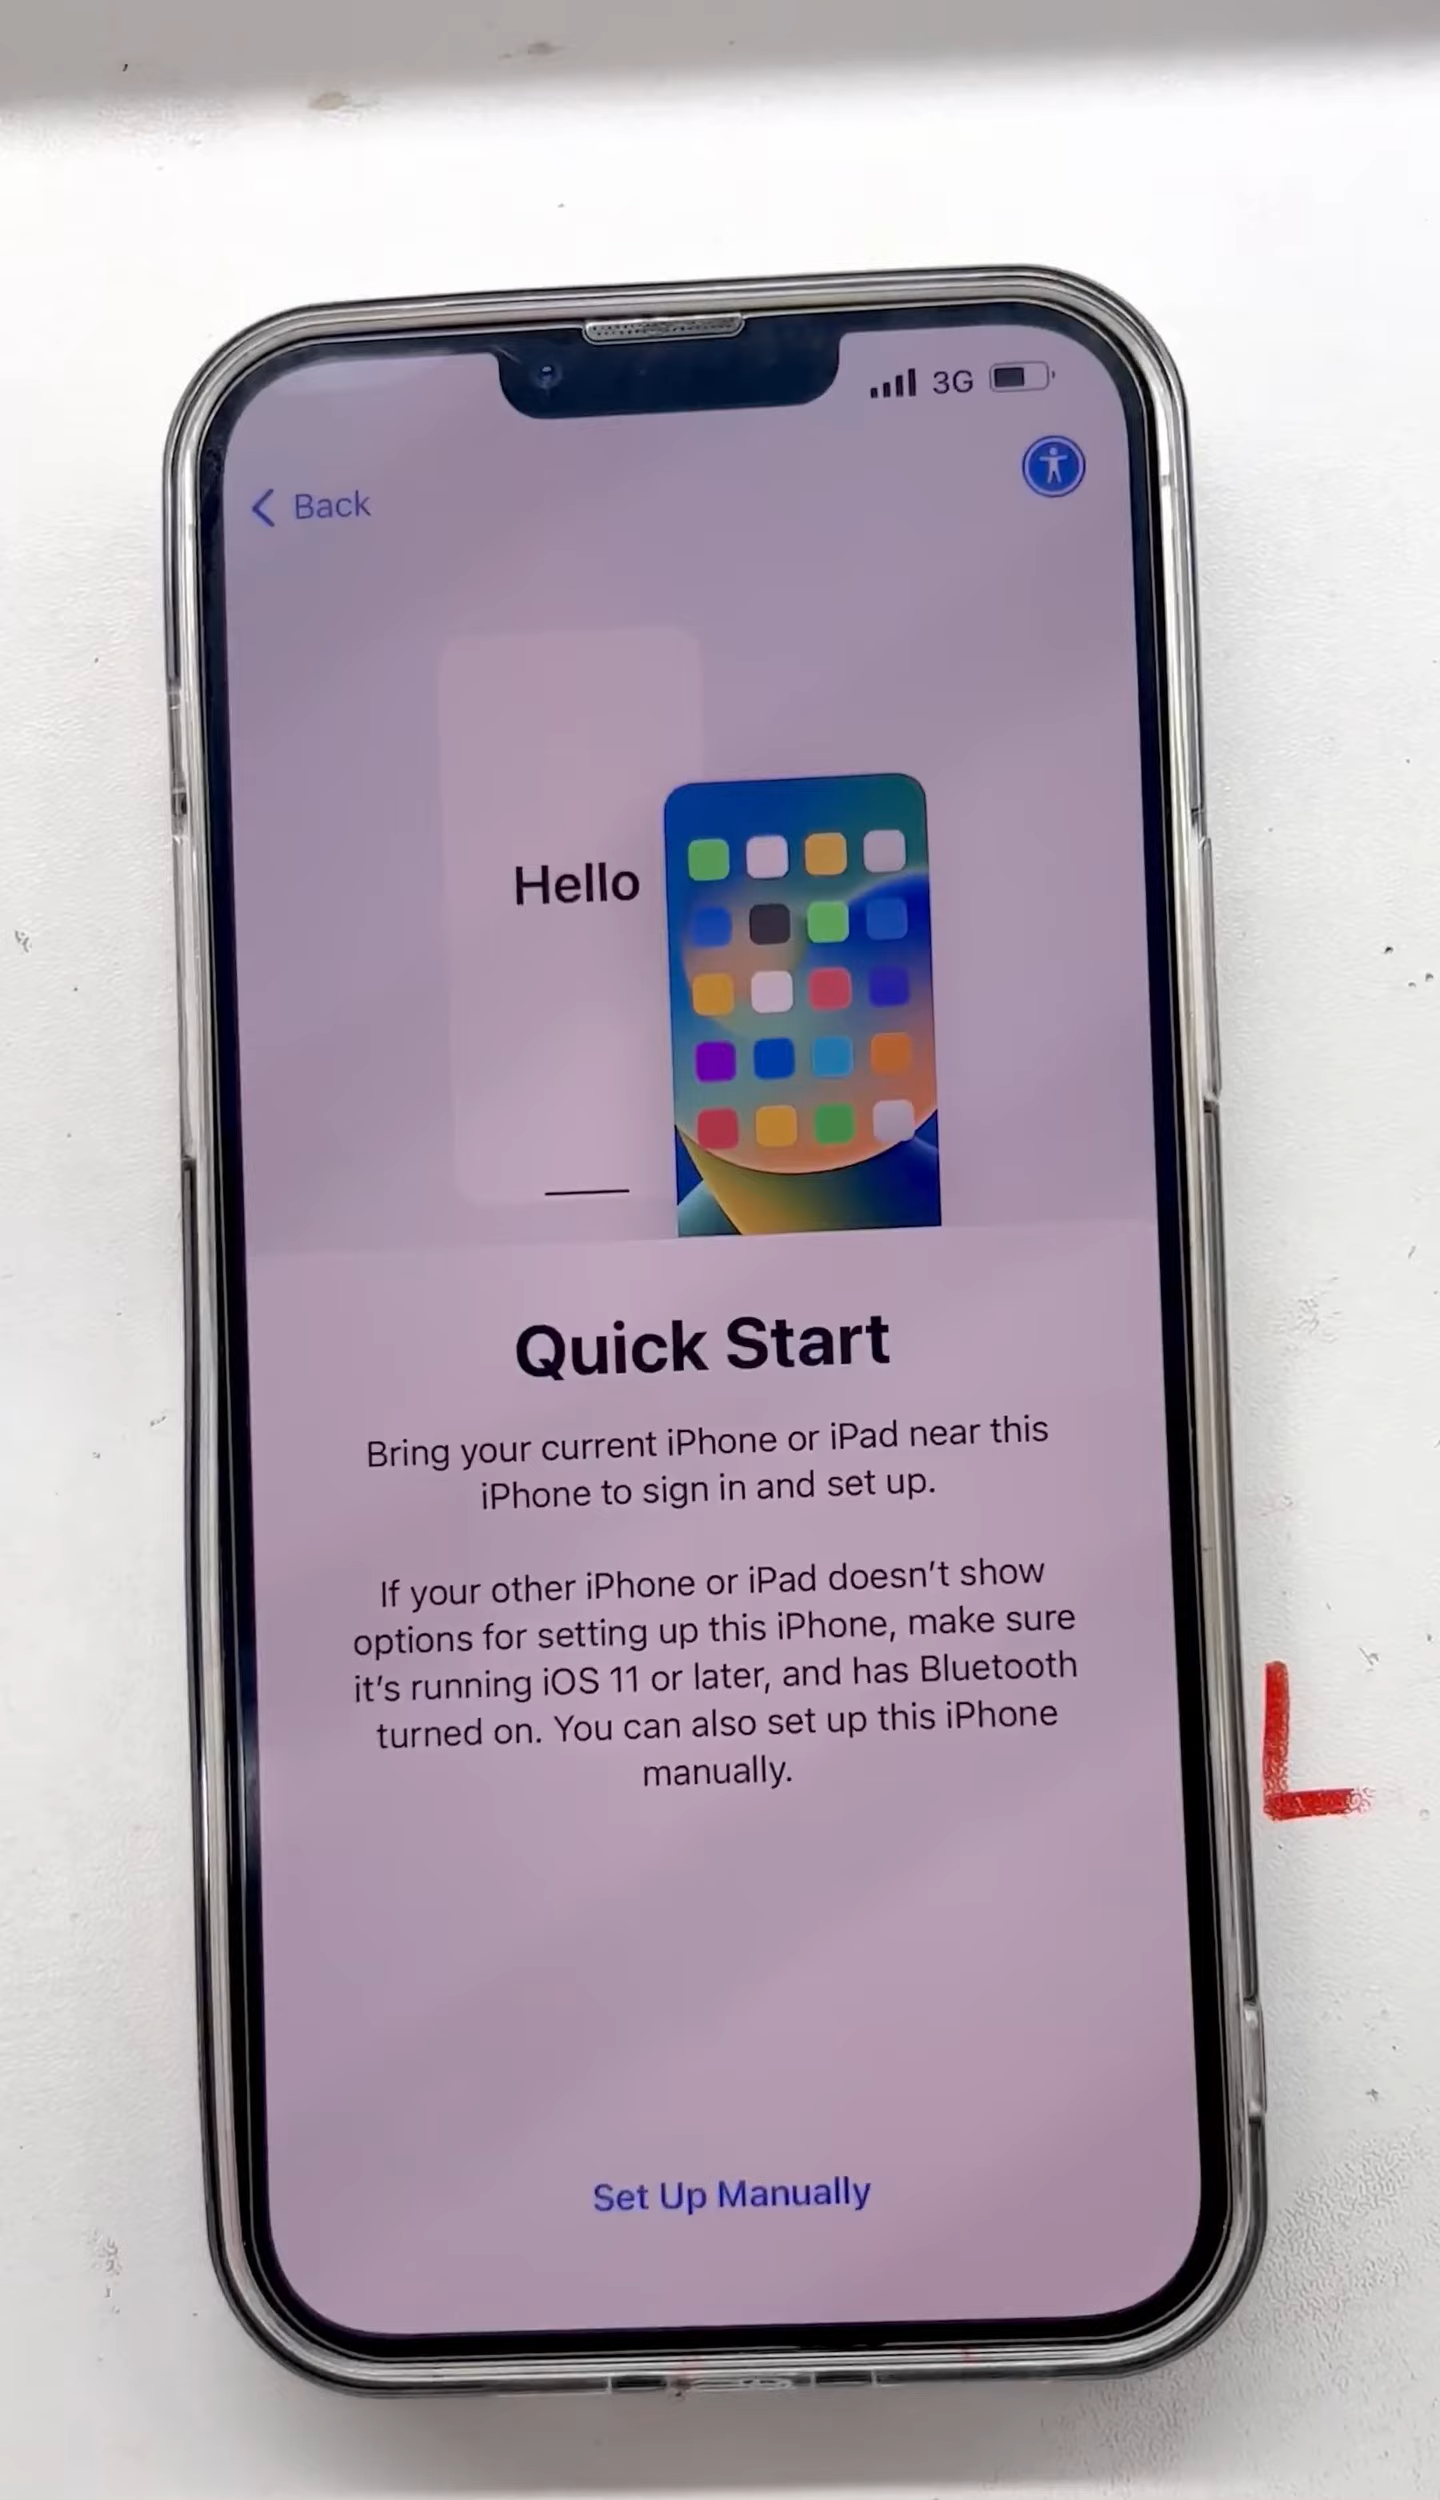 3G
Back
Hello
Quick Start
Bring your current iPhone or iPad near this
iPhone to sign in and set up.
If your other iPhone or iPad doesn't show
options for setting up this iPhone, make sure
it's running iOS 11 or later, and has Bluetooth
turned on. You can also set up this iPhone
manually.
L
Set Up Manually